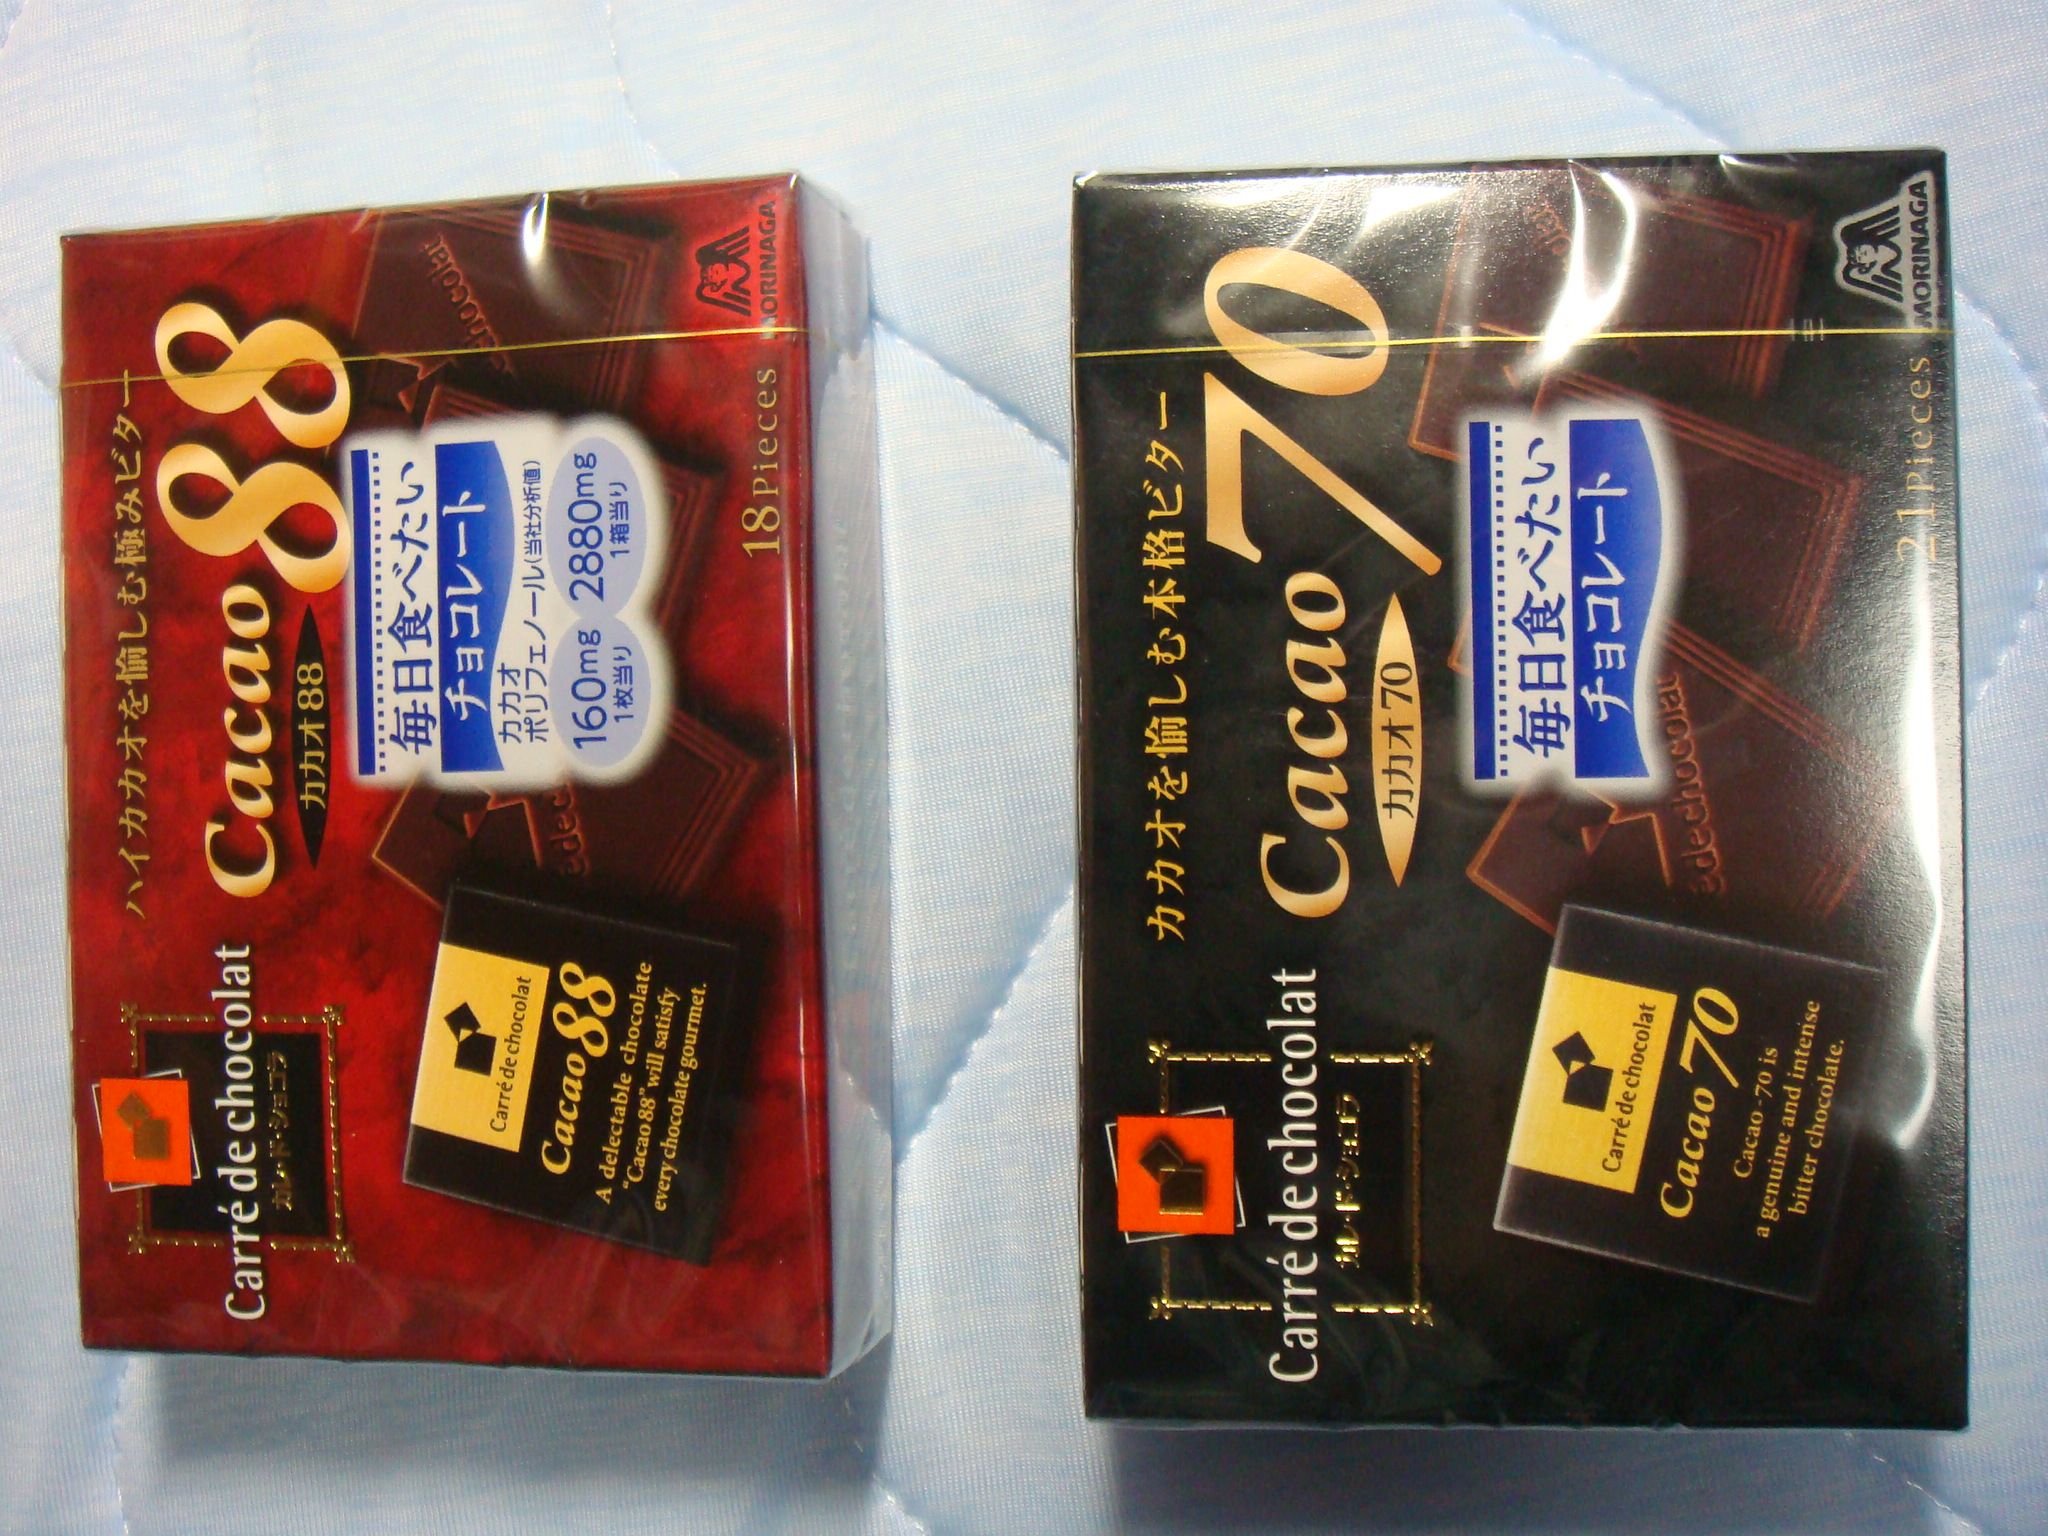 ハイカカオを愉しむ極みビター
Carré de chocolat
カレ・ド・ショコラ
Cacao 88
カカオ88
毎日食べたい
チョコレート
カカオ
ポリフェノール(当社分析値)
160mg 2880mg
1枚当り 1箱当り
chocolat
édec
Carré de chocolat
Cacao 88
A delectable chocolate
"Cacao 88" will satisfy
every chocolate gourmet.
18Pieces
MORINAGA
カカオを愉しむ本格ビター
Carré de chocolat
カレ・ド・ショコラ
Cacao 70
カカオ70
毎日食べたい
チョコレート
édechocolat
Carré de chocolat
Cacao 70
Cacao-70 is
a genuine and intense
bitter chocolate.
21Pieces
MORINAGA